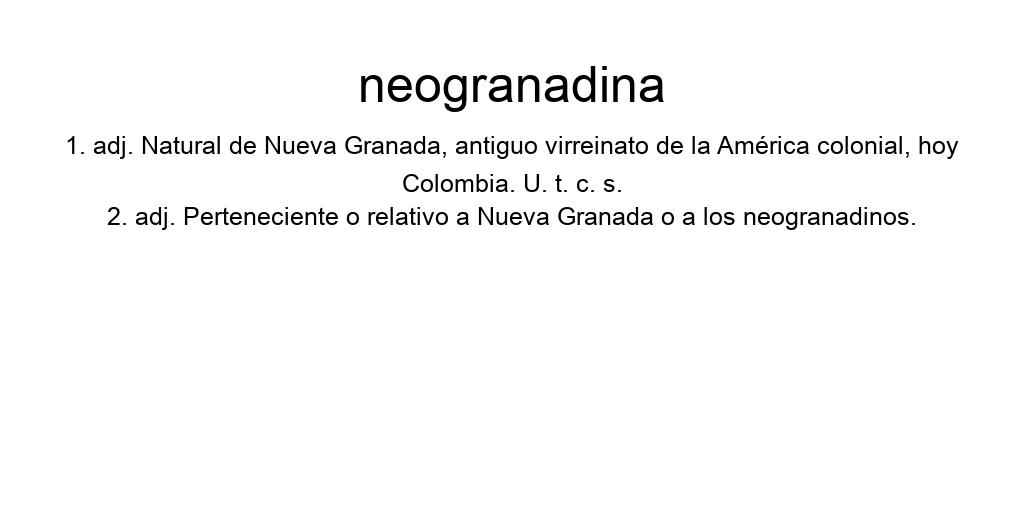 neogranadina
1. adj. Natural de Nueva Granada, antiguo virreinato de la América colonial, hoy
Colombia. U. t. c. s.
2. adj. Perteneciente o relativo a Nueva Granada o a los neogranadinos.